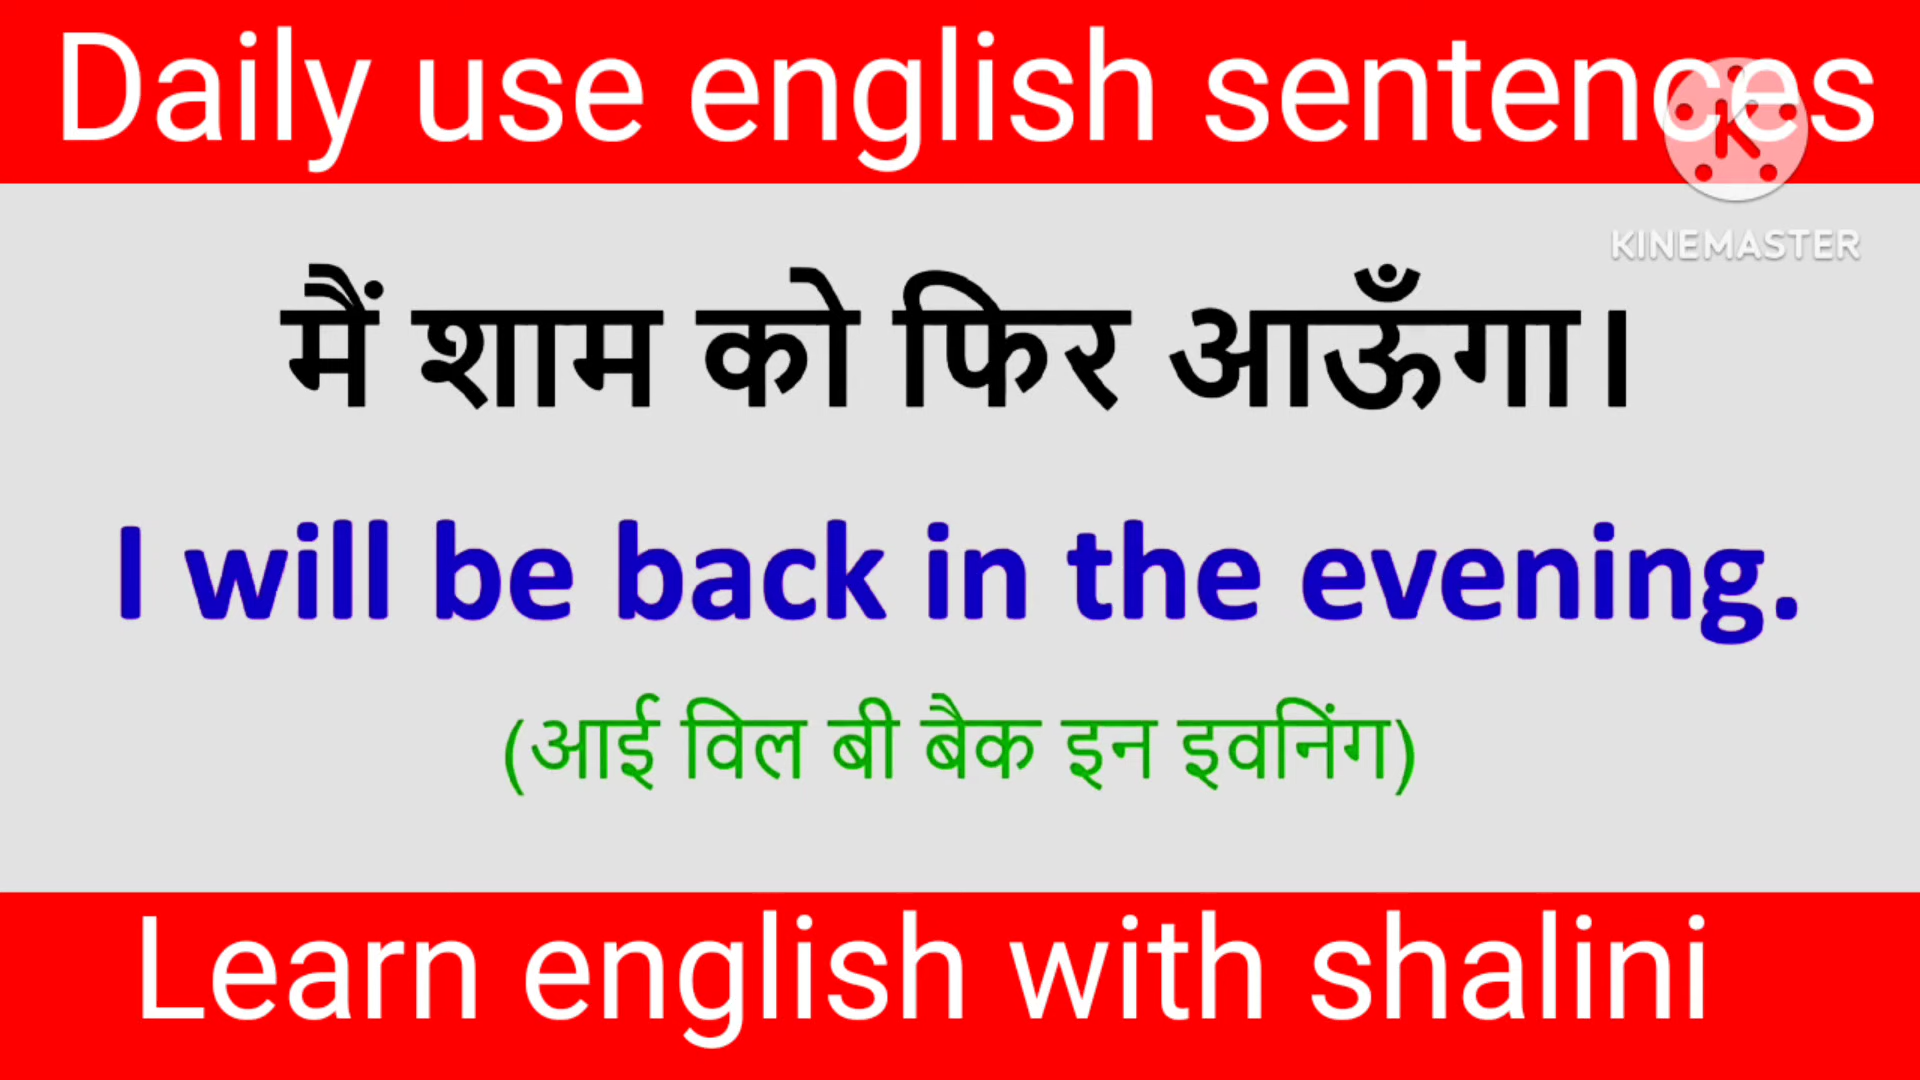 Daily use english sentences
KINEMASTER
मैं शाम को फिर आऊँगा।
I will be back in the evening.
(आई विल बी बैक इन इवनिंग)
Learn english with shalini